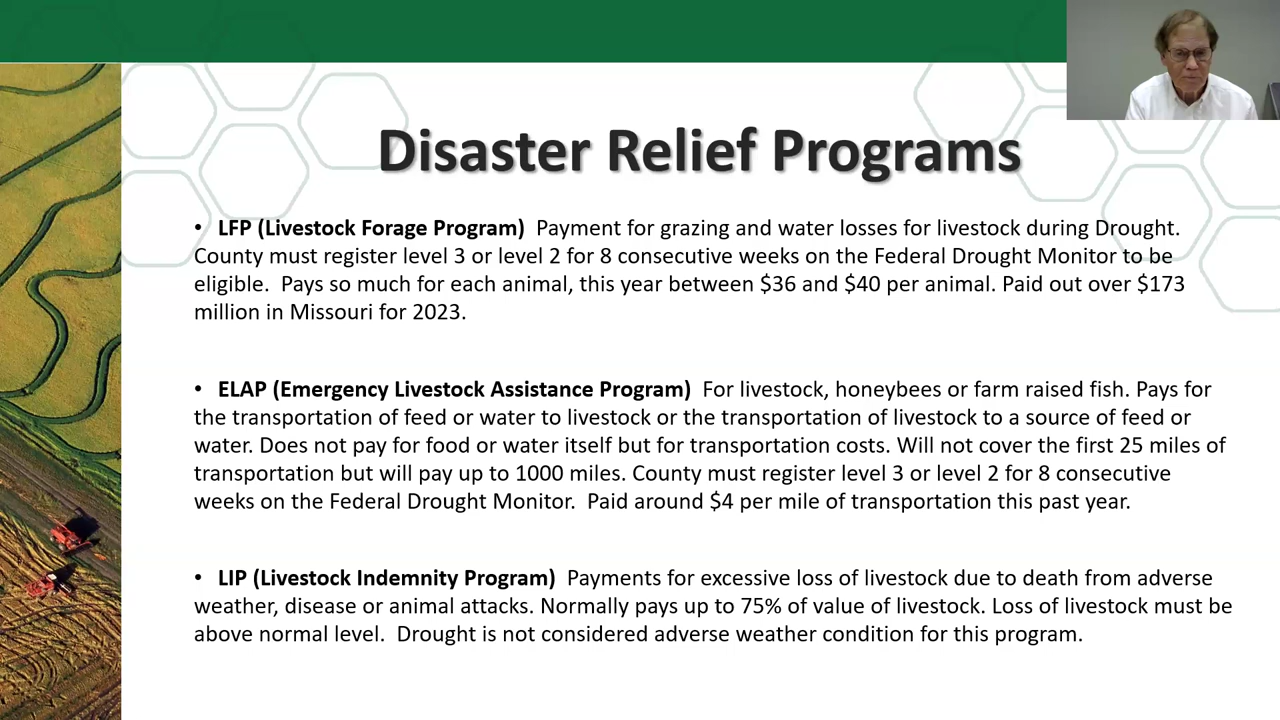 Disaster Relief Programs
• LFP (Livestock Forage Program) Payment for grazing and water losses for livestock during Drought.
County must register level 3 or level 2 for 8 consecutive weeks on the Federal Drought Monitor to be
eligible. Pays so much for each animal, this year between $36 and $40 per animal. Paid out over $173
million in Missouri for 2023.
• ELAP (Emergency Livestock Assistance Program) For livestock, honeybees or farm raised fish. Pays for
the transportation of feed or water to livestock or the transportation of livestock to a source of feed or
water. Does not pay for food or water itself but for transportation costs. Will not cover the first 25 miles of
transportation but will pay up to 1000 miles. County must register level 3 or level 2 for 8 consecutive
weeks on the Federal Drought Monitor. Paid around $4 per mile of transportation this past year.
• LIP (Livestock Indemnity Program) Payments for excessive loss of livestock due to death from adverse
weather, disease or animal attacks. Normally pays up to 75% of value of livestock. Loss of livestock must be
above normal level. Drought is not considered adverse weather condition for this program.